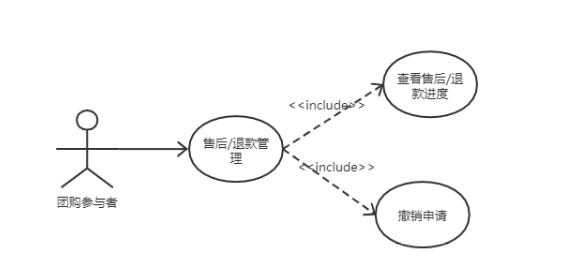 查看售后/退
款进度
<<include>>
售后/退款管
理
<<include>>
团购参与者
撤销申请